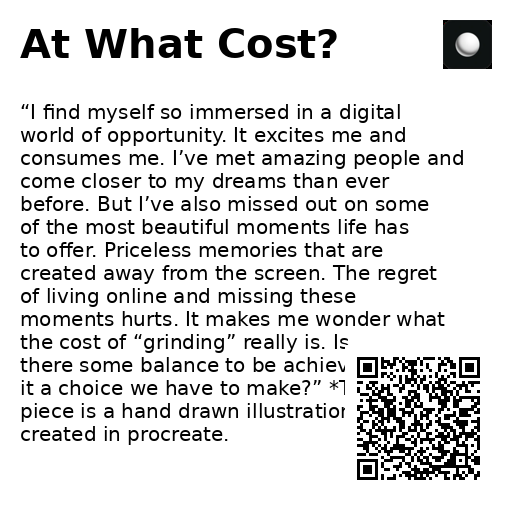 At What Cost?
“I find myself so immersed in a digital
world of opportunity. It excites me and
consumes me. I’ve met amazing people and
come closer to my dreams than ever
before. But I’ve also missed out on some
of the most beautiful moments life has
to offer. Priceless memories that are
created away from the screen. The regret
of living online and missing these
moments hurts. It makes me wonder what
the cost of “grinding” really is. Is
there some balance to be
it a choice we have to make?”
piece is a hand drawn illustration
created in procreate.